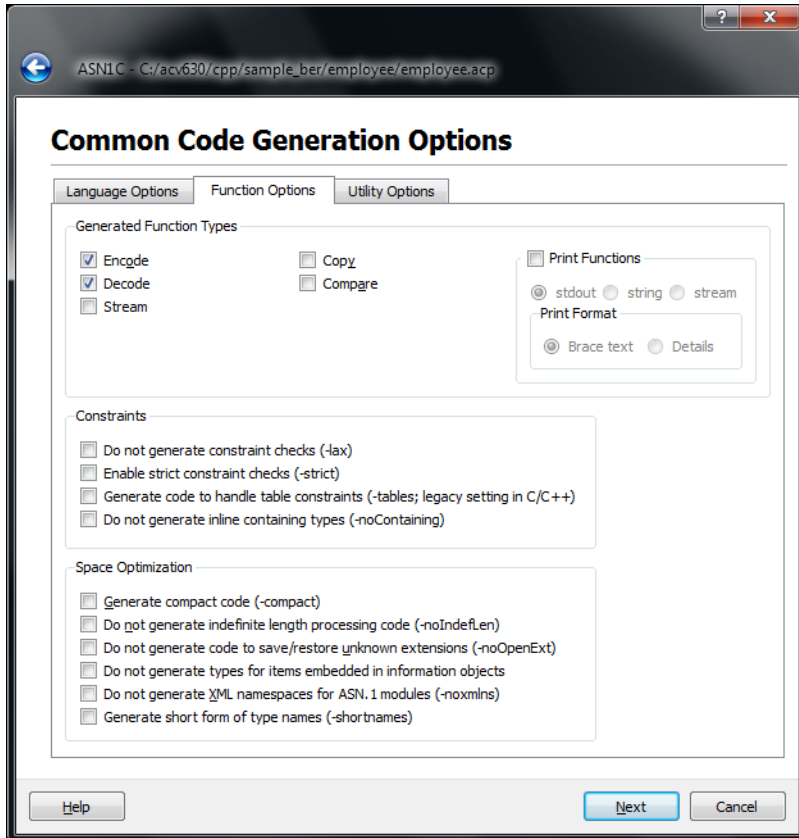 ?
ASN1C - C:/acv630/cpp/sample_ber/employee/employee.acp
Common Code Generation Options
Language Options Function Options Utility Options
Generated Function Types
Encode Copy Print Functions
Decode Compare stdout string stream
Stream Print Format
Brace text Details
Constraints
Do not generate constraint checks (-lax)
Enable strict constraint checks (-strict)
Generate code to handle table constraints (-tables; legacy setting in C/C++)
Do not generate inline containing types (-noContaining)
Space Optimization
Generate compact code (-compact)
Do not generate indefinite length processing code (-noIndefLen)
Do not generate code to save/restore unknown extensions (-noOpenExt)
Do not generate types for items embedded in information objects
Do not generate XML namespaces for ASN.1 modules (-noxmlns)
Generate short form of type names (-shortnames)
Help Next Cancel